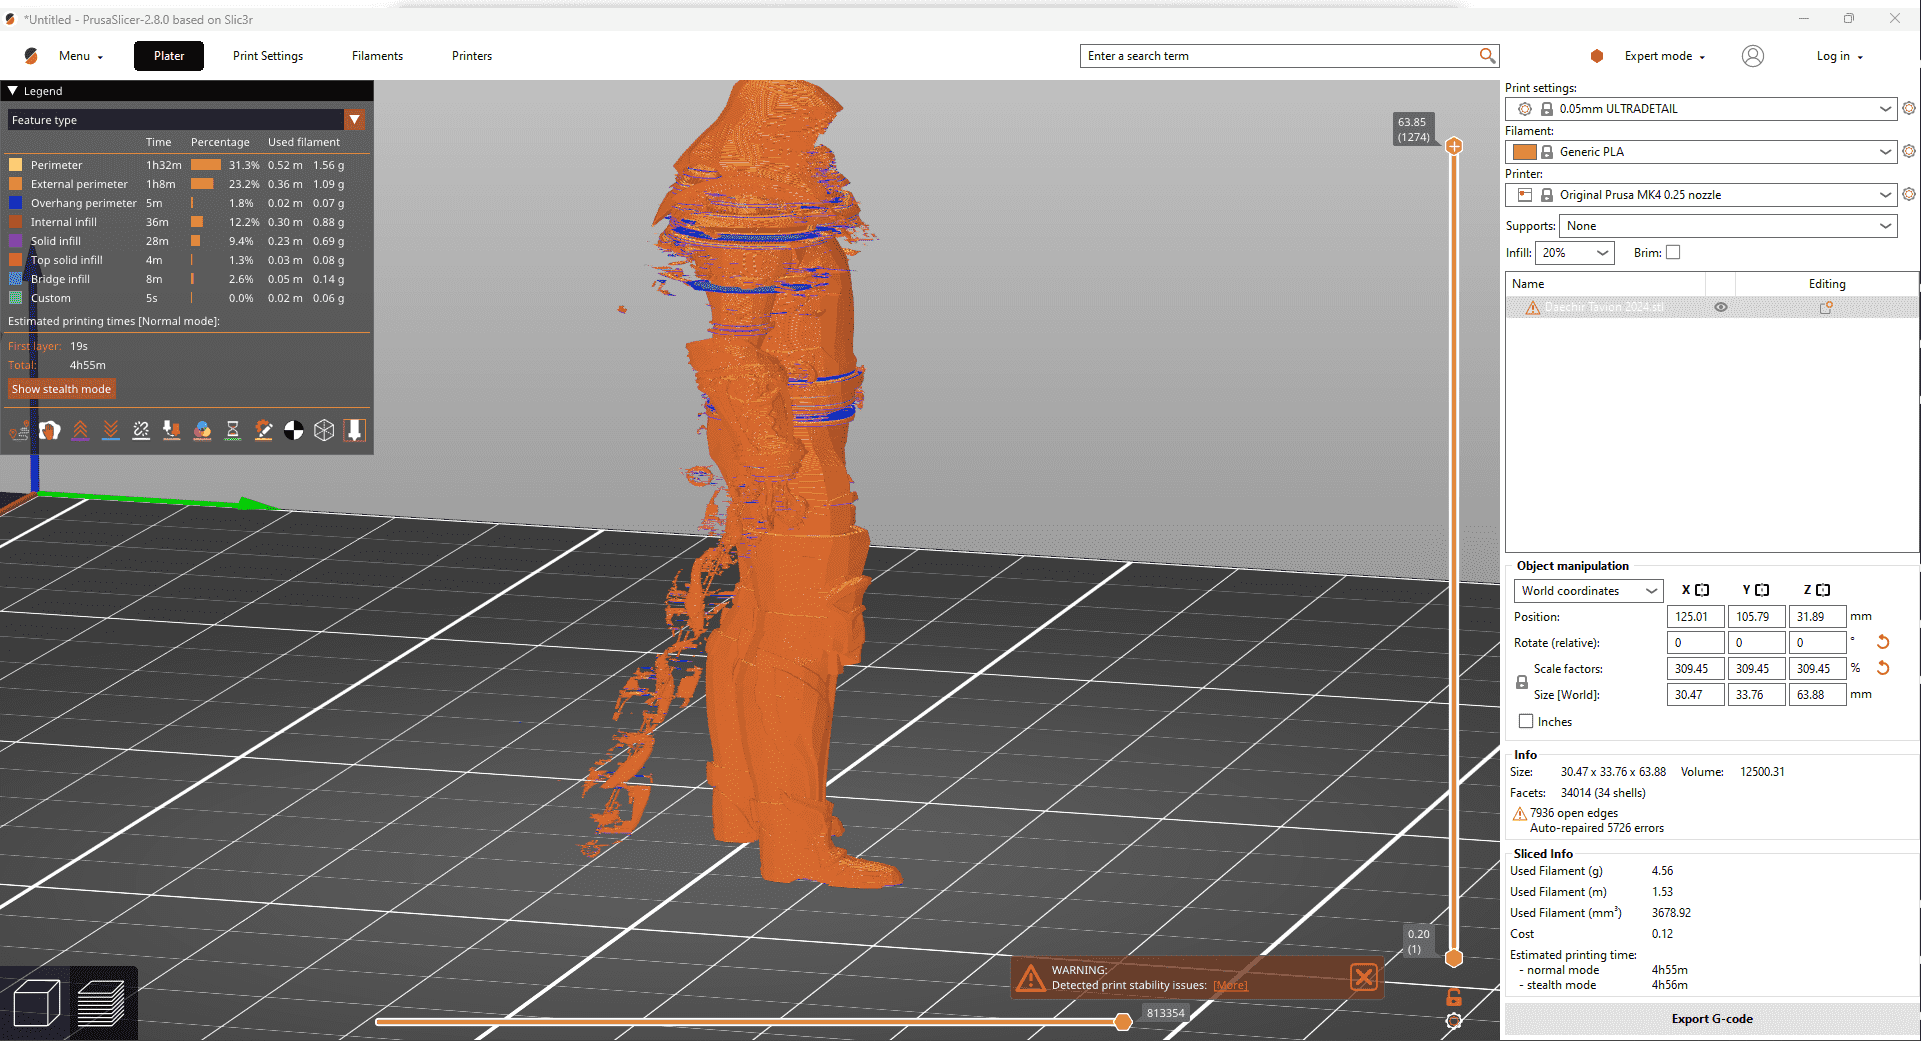 *Untitled - PrusaSlicer-2.8.0 based on Slic3r
Menu
Plater
Print Settings
Filaments
Printers
Enter a search term
Expert mode
Log in
Legend
Feature type
Time Percentage Used filament
Perimeter 1h32m 31.3% 0.52 m 1.56 g
External perimeter 1h8m 23.2% 0.36 m 1.09 g
Overhang perimeter 5m 1.8% 0.02 m 0.07 g
Internal infill 36m 12.2% 0.30 m 0.88 g
Solid infill 28m 9.4% 0.23 m 0.69 g
Top solid infill 4m 1.3% 0.03 m 0.08 g
Bridge infill 8m 2.6% 0.05 m 0.14 g
Custom 5s 0.0% 0.02 m 0.06 g
Estimated printing times [Normal mode]:
First layer: 19s
Total: 4h55m
Show stealth mode
63.85
(1274)
0.20
(1)
WARNING:
Detected print stability issues: [More]
813354
Print settings:
0.05mm ULTRADETAIL
Filament:
Generic PLA
Printer:
Original Prusa MK4 0.25 nozzle
Supports: None
Infill: 20% Brim:
Name Editing
Daechir Tavion 2024.stl
Object manipulation
World coordinates X Y Z
Position: 125.01 105.79 31.89 mm
Rotate (relative): 0 0 0 °
Scale factors: 309.45 309.45 309.45 %
Size [World]: 30.47 33.76 63.88 mm
Inches
Info
Size: 30.47 x 33.76 x 63.88 Volume: 12500.31
Facets: 34014 (34 shells)
7936 open edges
Auto-repaired 5726 errors
Sliced Info
Used Filament (g) 4.56
Used Filament (m) 1.53
Used Filament (mm³) 3678.92
Cost 0.12
Estimated printing time:
- normal mode 4h55m
- stealth mode 4h56m
Export G-code